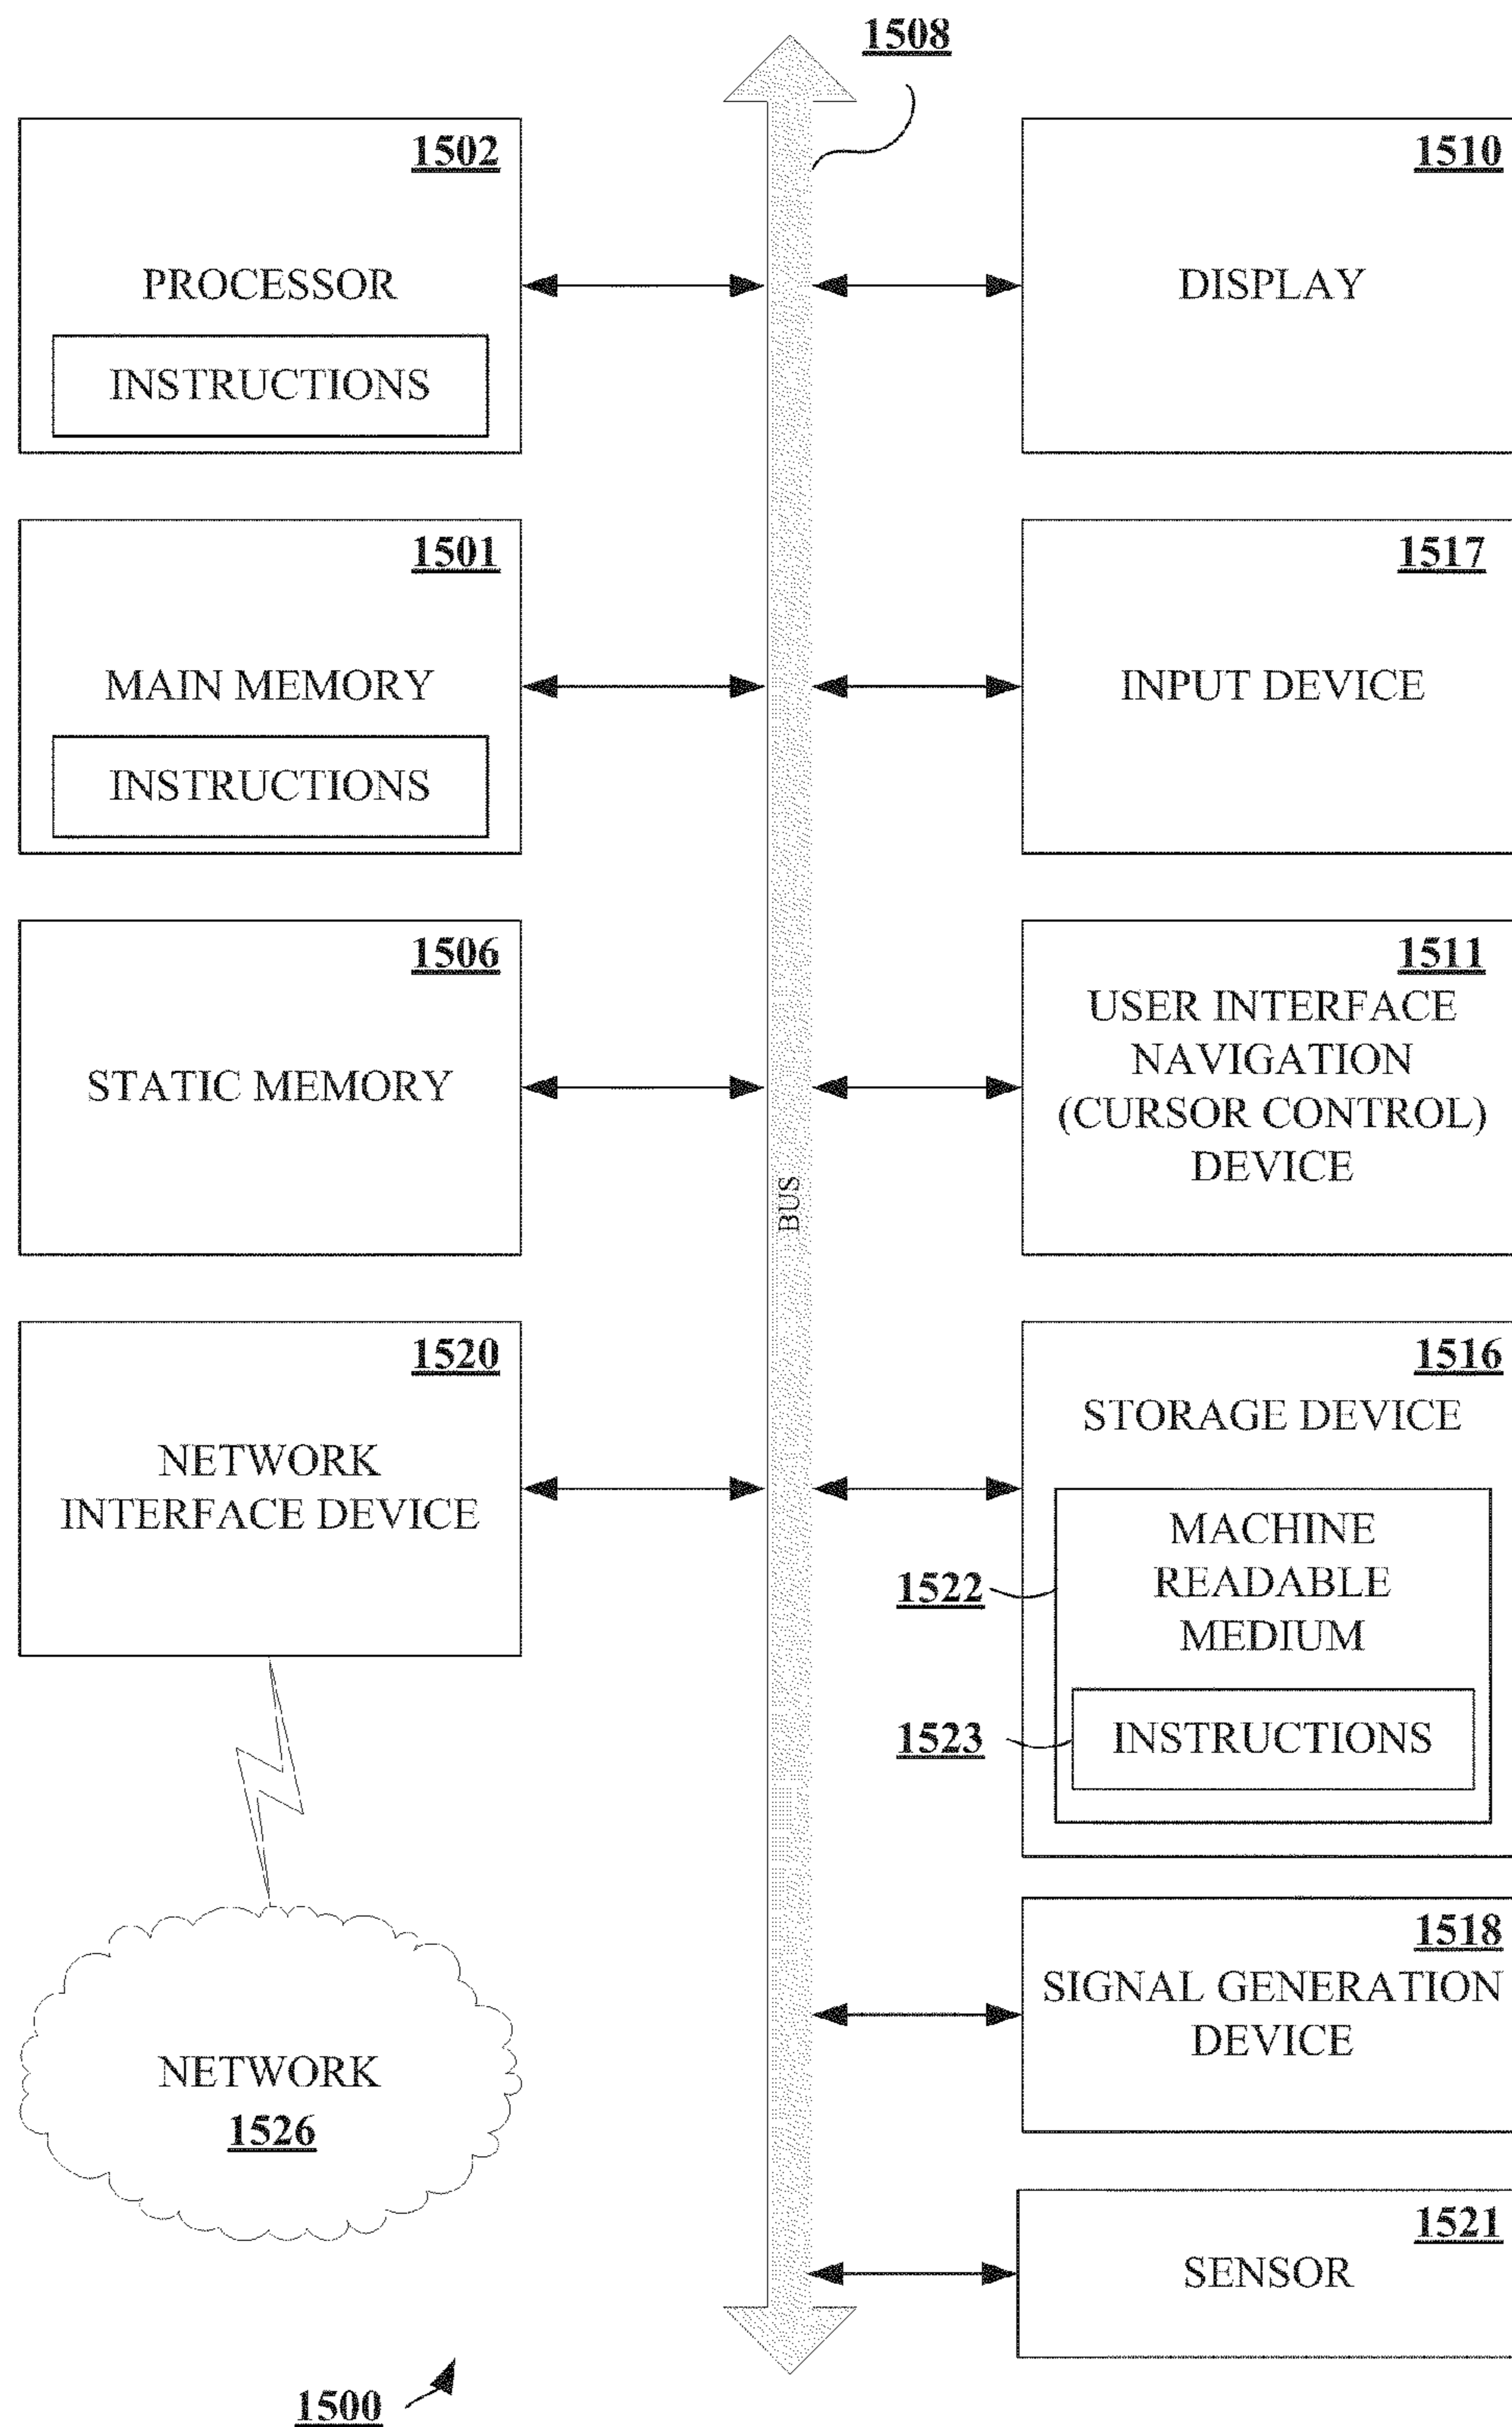 1508
1502
PROCESSOR
INSTRUCTIONS
1510
DISPLAY
1501
MAIN MEMORY
INSTRUCTIONS
1517
INPUT DEVICE
1506
STATIC MEMORY
1511
USER INTERFACE
NAVIGATION
(CURSOR CONTROL)
DEVICE
BUS
1520
NETWORK
INTERFACE DEVICE
1516
STORAGE DEVICE
MACHINE
READABLE
MEDIUM
1522
1523
INSTRUCTIONS
1518
SIGNAL GENERATION
DEVICE
NETWORK
1526
1521
SENSOR
1500